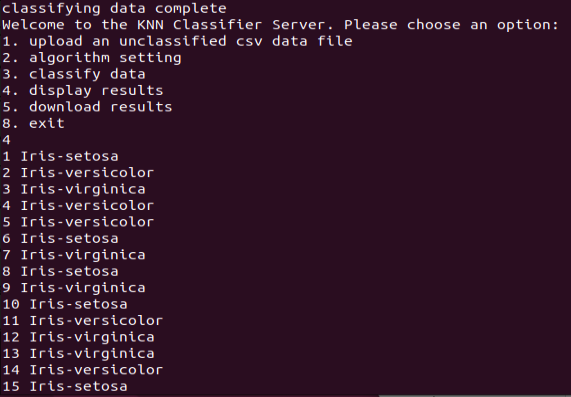 classifying data complete
Welcome to the KNN Classifier Server. Please choose an option:
1. upload an unclassified csv data file
2. algorithm setting
3. classify data
4. display results
5. download results
8. exit
4
1 Iris-setosa
2 Iris-versicolor
3 Iris-virginica
4 Iris-versicolor
5 Iris-versicolor
6 Iris-setosa
7 Iris-virginica
8 Iris-setosa
9 Iris-virginica
10 Iris-setosa
11 Iris-versicolor
12 Iris-virginica
13 Iris-virginica
14 Iris-versicolor
15 Iris-setosa